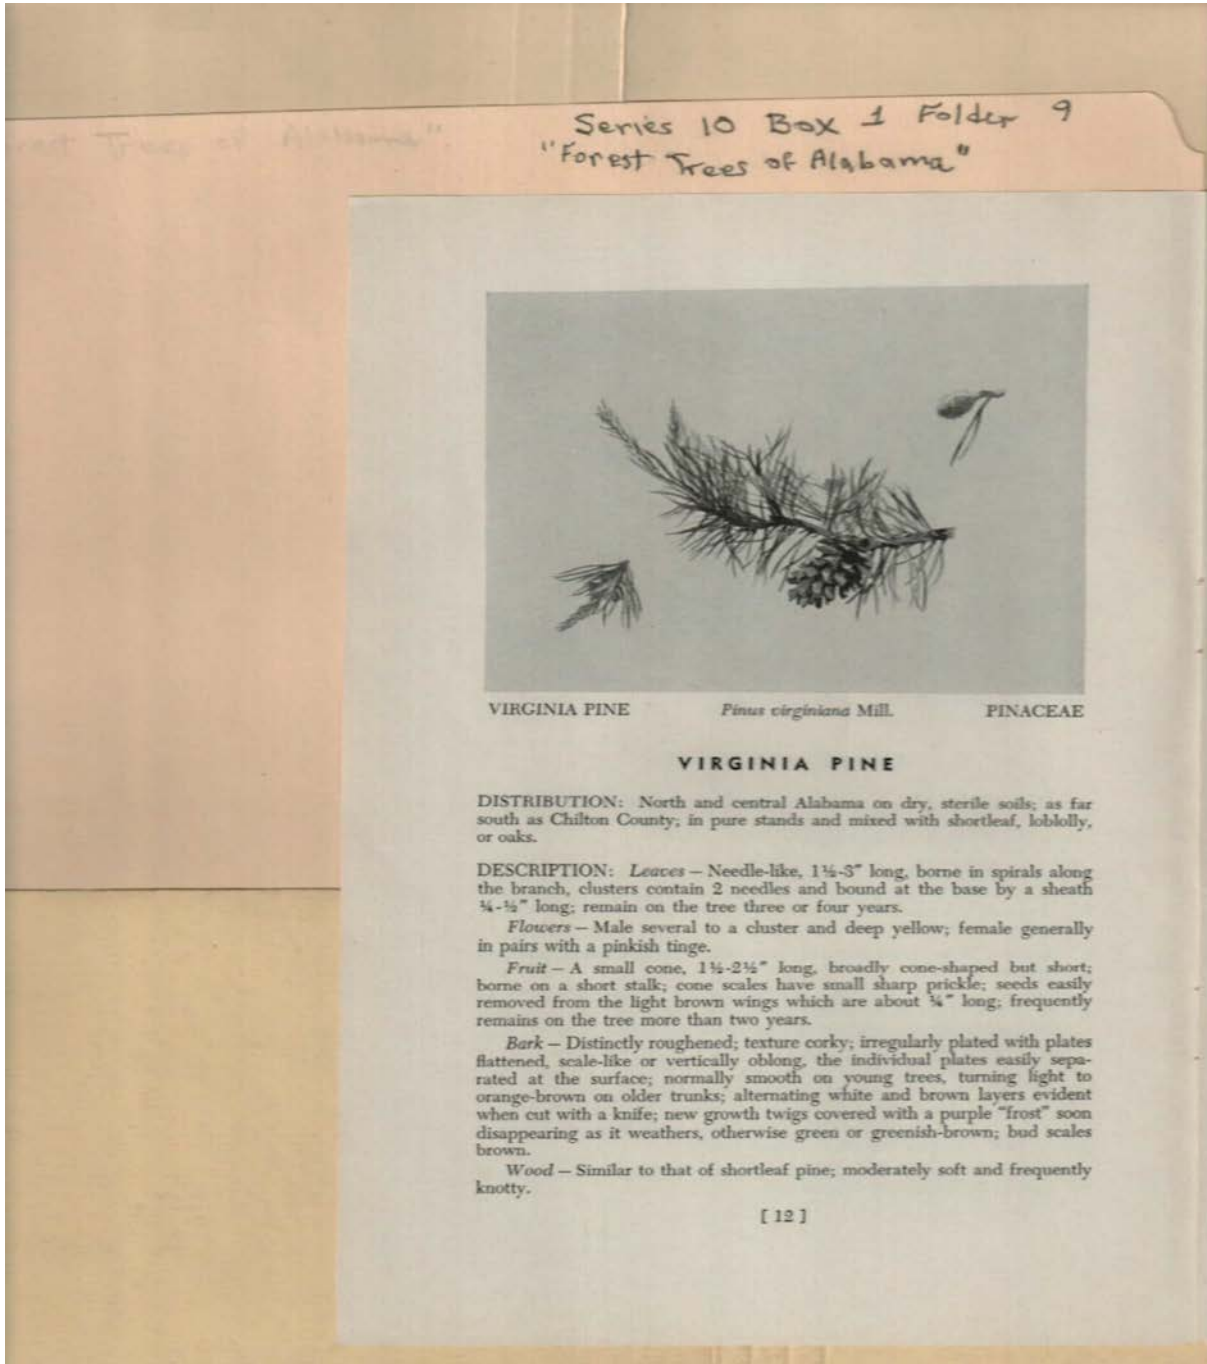 Series 10 Box 1 Folder 9
"Forest Trees of Alabama"
rest Trees of Alabama".
VIRGINIA PINE Pinus virginiana Mill. PINACEAE
VIRGINIA PINE
DISTRIBUTION: North and central Alabama on dry, sterile soils; as far
south as Chilton County; in pure stands and mixed with shortleaf, loblolly,
or oaks.
DESCRIPTION: Leaves — Needle-like, 1½-3″ long, borne in spirals along
the branch, clusters contain 2 needles and bound at the base by a sheath
¼-½″ long; remain on the tree three or four years.
Flowers — Male several to a cluster and deep yellow; female generally
in pairs with a pinkish tinge.
Fruit — A small cone, 1½-2½″ long, broadly cone-shaped but short;
borne on a short stalk; cone scales have small sharp prickle; seeds easily
removed from the light brown wings which are about ¼″ long; frequently
remains on the tree more than two years.
Bark — Distinctly roughened; texture corky; irregularly plated with plates
flattened, scale-like or vertically oblong, the individual plates easily sepa-
rated at the surface; normally smooth on young trees, turning light to
orange-brown on older trunks; alternating white and brown layers evident
when cut with a knife; new growth twigs covered with a purple "frost" soon
disappearing as it weathers, otherwise green or greenish-brown; bud scales
brown.
Wood — Similar to that of shortleaf pine; moderately soft and frequently
knotty.
[ 12 ]